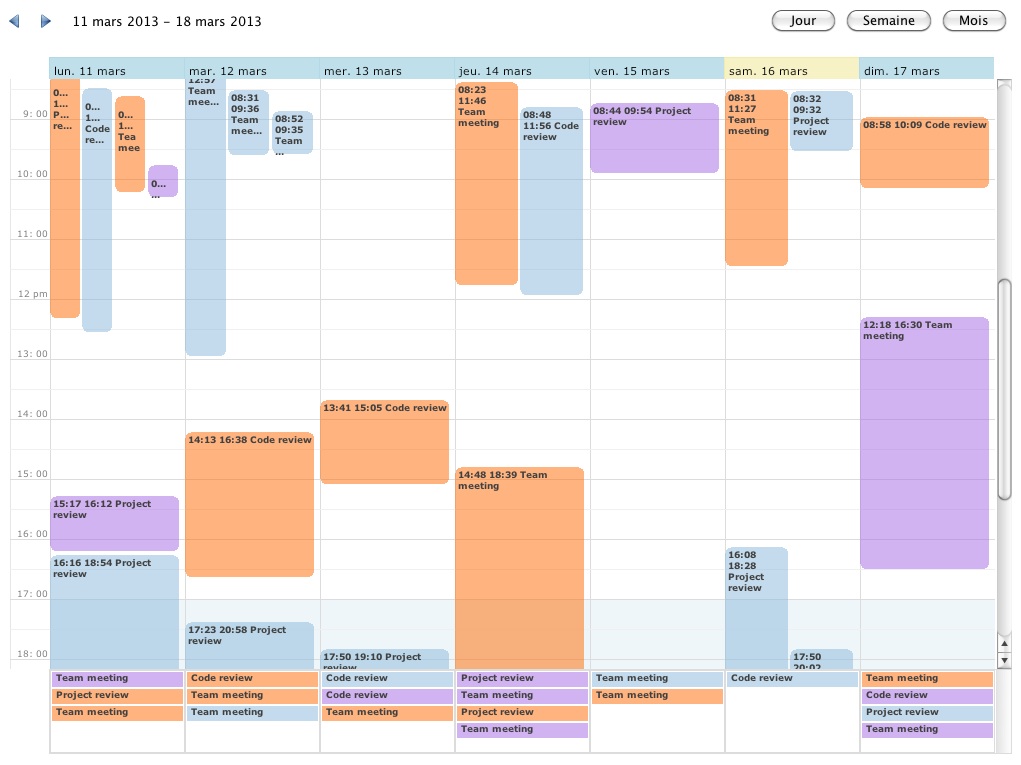 11 mars 2013 – 18 mars 2013
Jour
Semaine
Mois
lun. 11 mars
mar. 12 mars
mer. 13 mars
jeu. 14 mars
ven. 15 mars
sam. 16 mars
dim. 17 mars
9: 00
10: 00
11: 00
12 pm
13: 00
14: 00
15: 00
16: 00
17: 00
18: 00
0...
1...
P...
re...
0...
1...
Code
re...
0...
1...
Tea
mee
0...
...
15:17 16:12 Project
review
16:16 18:54 Project
review
12:57
Team
mee...
08:31
09:36
Team
mee...
08:52
09:35
Team
...
14:13 16:38 Code review
17:23 20:58 Project
review
13:41 15:05 Code review
17:50 19:10 Project
review
08:23
11:46
Team
meeting
08:48
11:56 Code
review
14:48 18:39 Team
meeting
08:44 09:54 Project
review
08:31
11:27
Team
meeting
08:32
09:32
Project
review
16:08
18:28
Project
review
17:50
20:02
08:58 10:09 Code review
12:18 16:30 Team
meeting
Team meeting
Project review
Team meeting
Code review
Team meeting
Team meeting
Code review
Code review
Team meeting
Project review
Team meeting
Project review
Team meeting
Team meeting
Team meeting
Code review
Team meeting
Code review
Project review
Team meeting